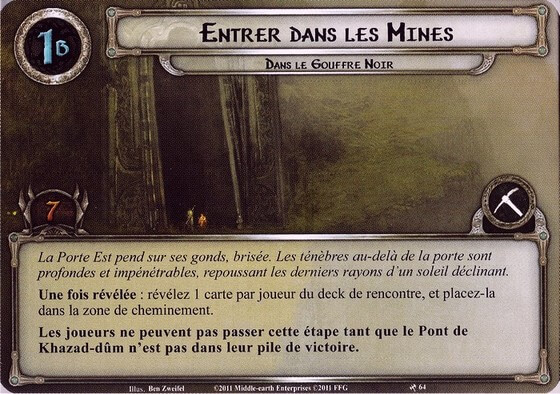 1B
ENTRER DANS LES MINES
DANS LE GOUFFRE NOIR
7
La Porte Est pend sur ses gonds, brisée. Les ténèbres au-delà de la porte sont
profondes et impénétrables, repoussant les derniers rayons d'un soleil déclinant.
Une fois révélée : révélez 1 carte par joueur du deck de rencontre, et placez-la
dans la zone de cheminement.
Les joueurs ne peuvent pas passer cette étape tant que le Pont de
Khazad-dûm n'est pas dans leur pile de victoire.
Illus. Ben Zweifel ©2011 Middle-earth Enterprises ©2011 FFG 64